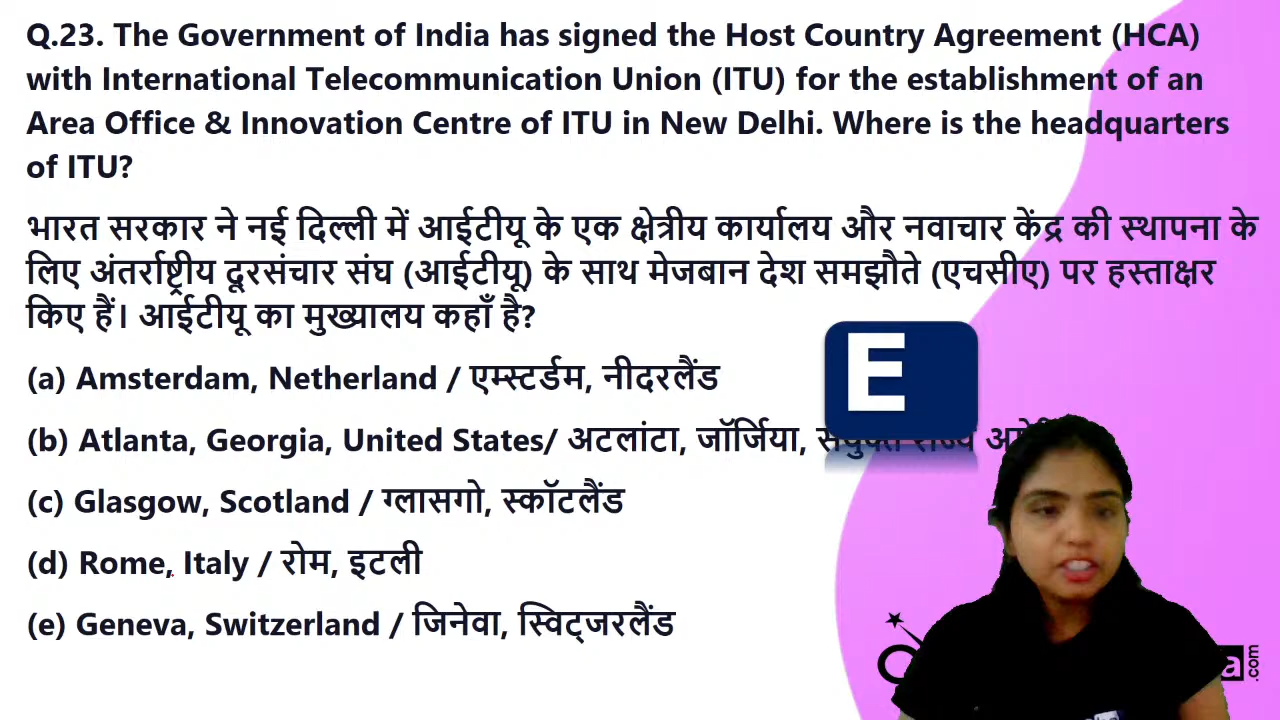 Q.23. The Government of India has signed the Host Country Agreement (HCA)
with International Telecommunication Union (ITU) for the establishment of an
Area Office & Innovation Centre of ITU in New Delhi. Where is the headquarters
of ITU?
भारत सरकार ने नई दिल्ली में आईटीयू के एक क्षेत्रीय कार्यालय और नवाचार केंद्र की स्थापना के
लिए अंतर्राष्ट्रीय दूरसंचार संघ (आईटीयू) के साथ मेजबान देश समझौते (एचसीए) पर हस्ताक्षर
किए हैं। आईटीयू का मुख्यालय कहाँ है?
(a) Amsterdam, Netherland / एम्स्टर्डम, नीदरलैंड
E
(b) Atlanta, Georgia, United States/ अटलांटा, जॉर्जिया, संयुक्त राज्य
(c) Glasgow, Scotland / ग्लासगो, स्कॉटलैंड
(d) Rome, Italy / रोम, इटली
(e) Geneva, Switzerland / जिनेवा, स्विट्जरलैंड
a
.com